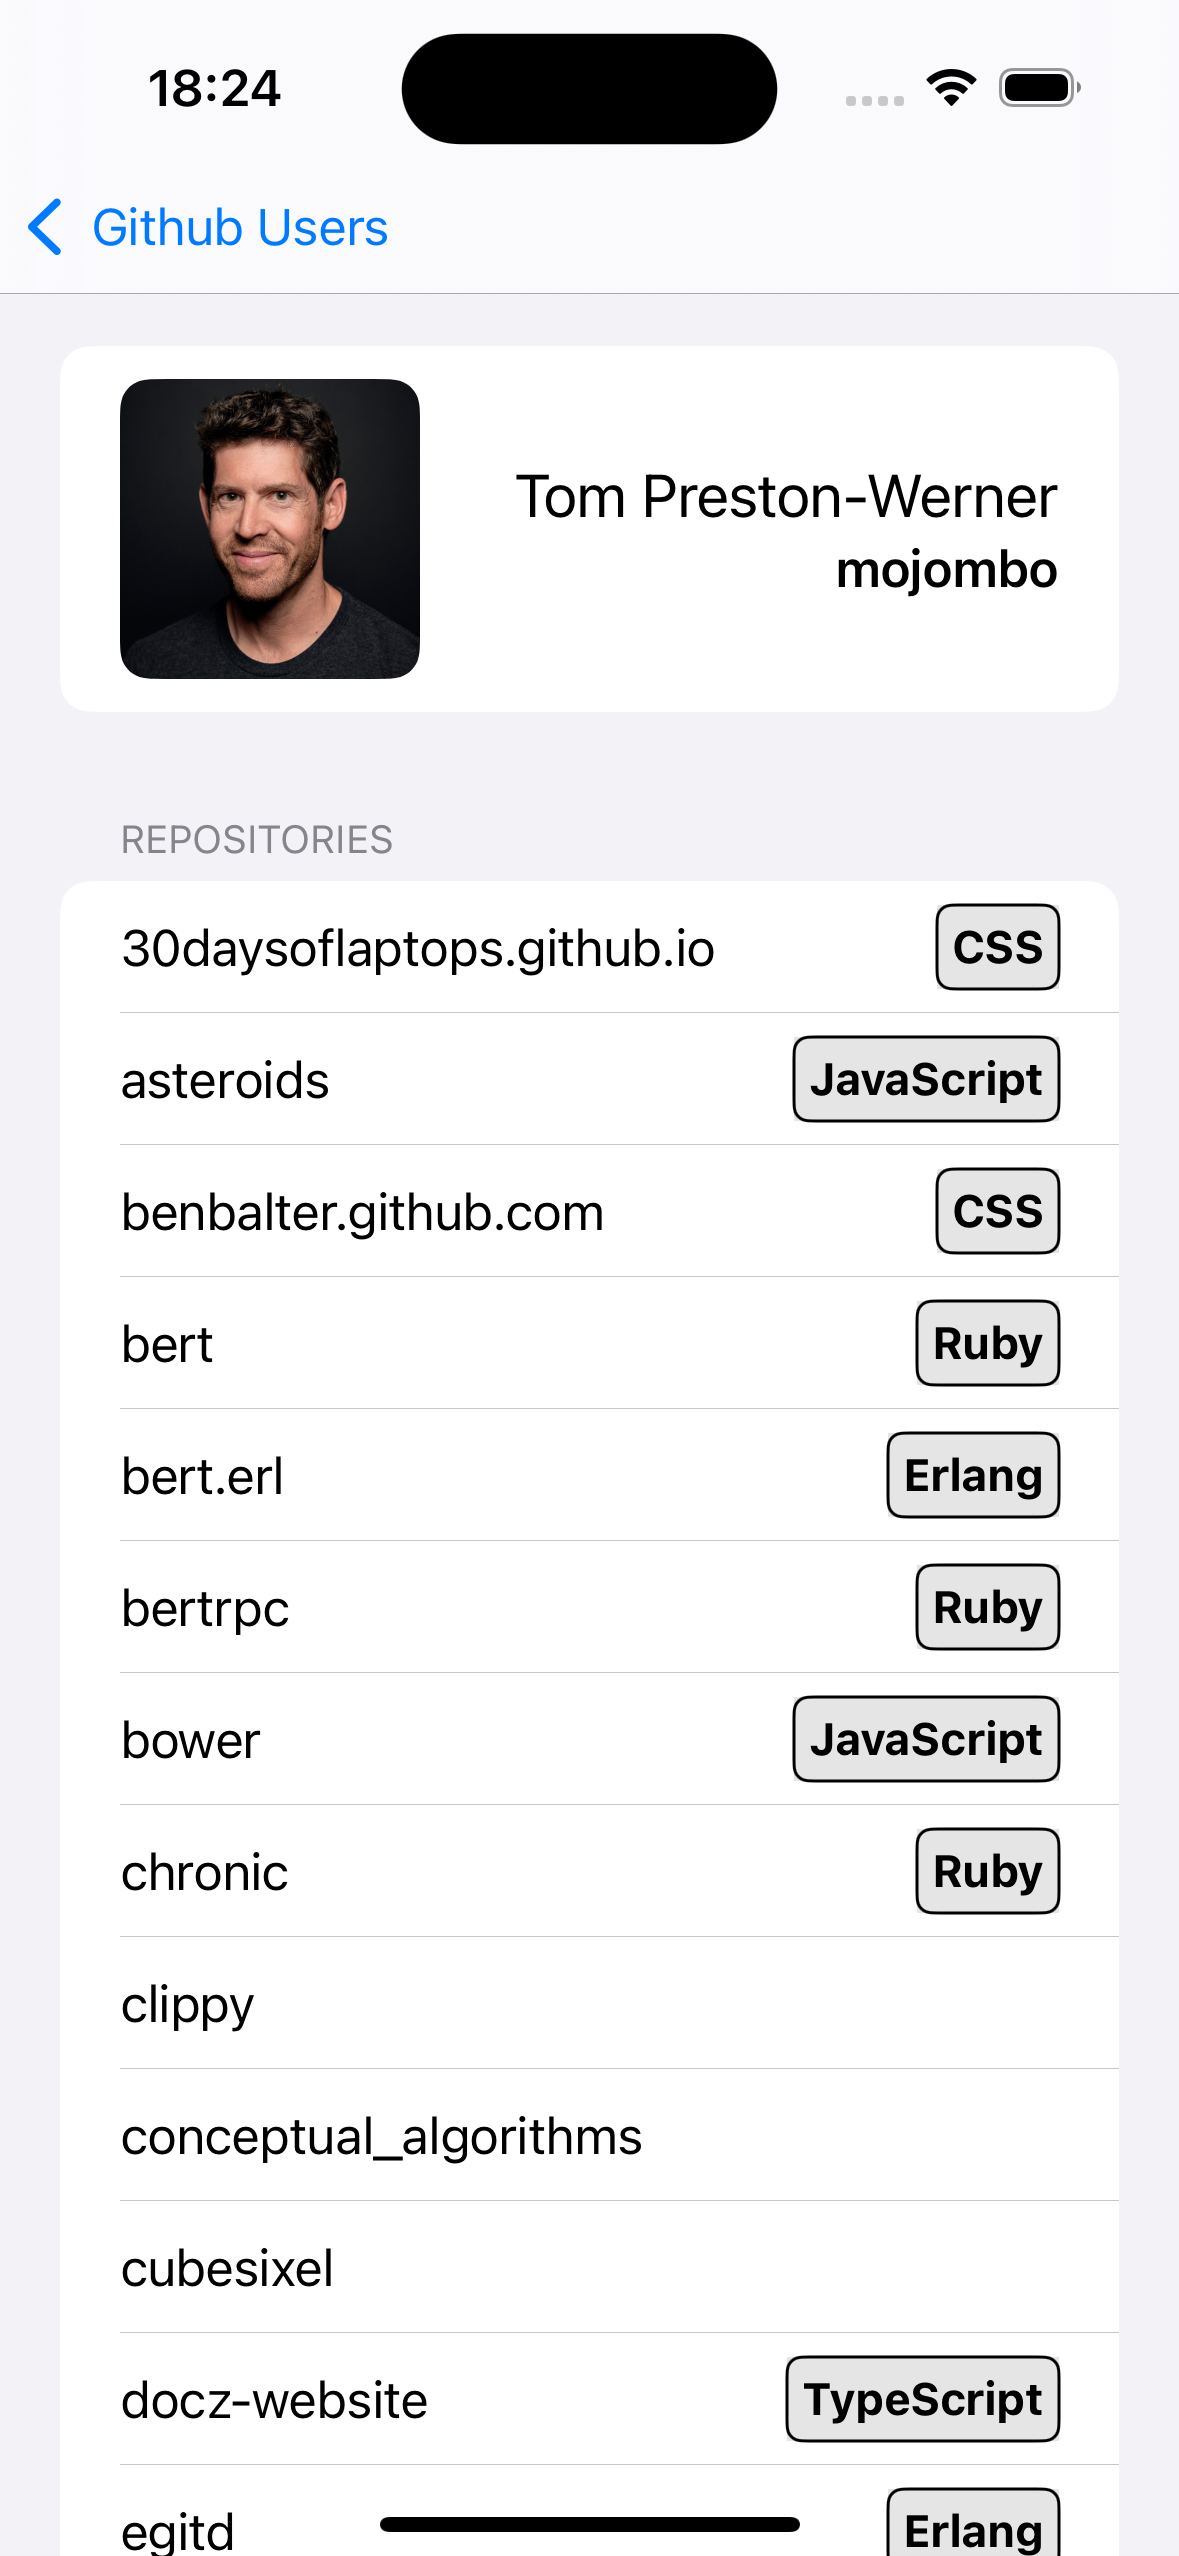 18:24
Github Users
Tom Preston-Werner
mojombo
REPOSITORIES
30daysoflaptops.github.io CSS
asteroids JavaScript
benbalter.github.com CSS
bert Ruby
bert.erl Erlang
bertrpc Ruby
bower JavaScript
chronic Ruby
clippy
conceptual_algorithms
cubesixel
docz-website TypeScript
egitd Erlang